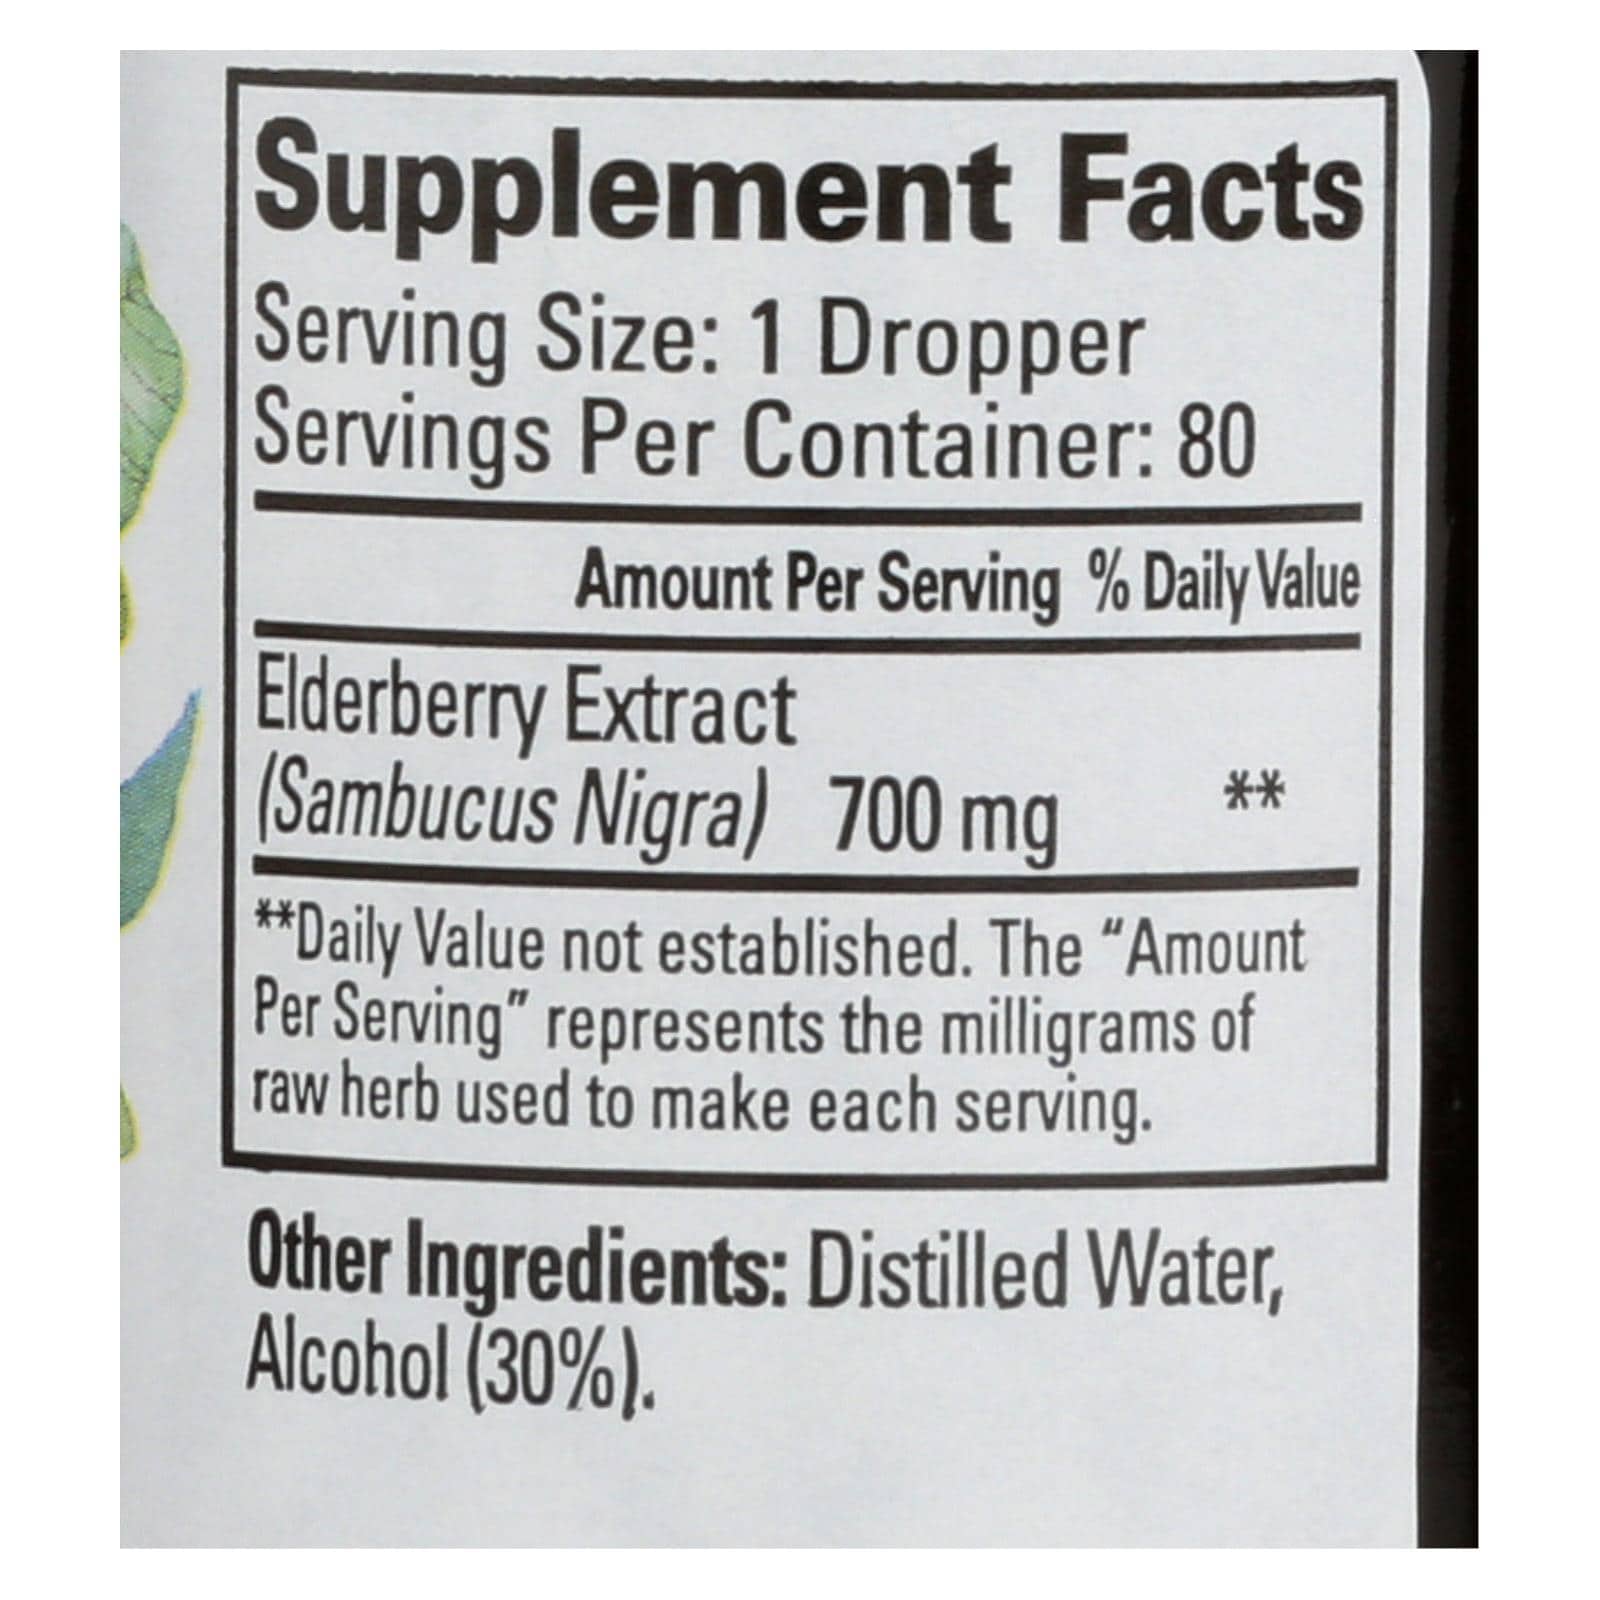 Supplement Facts
Serving Size: 1 Dropper
Servings Per Container: 80
Amount Per Serving % Daily Value
Elderberry Extract
(Sambucus Nigra) 700 mg **
**Daily Value not established. The “Amount
Per Serving” represents the milligrams of
raw herb used to make each serving.
Other Ingredients: Distilled Water,
Alcohol (30%).